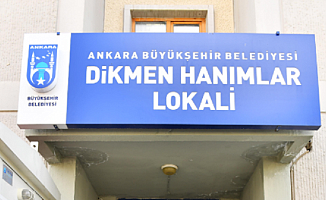 ANKARA
BÜYÜKŞEHİR
BELEDİYESİ
ANKARA BÜYÜKŞEHİR BELEDİYESİ
DİKMEN HANIMLAR
LOKALİ